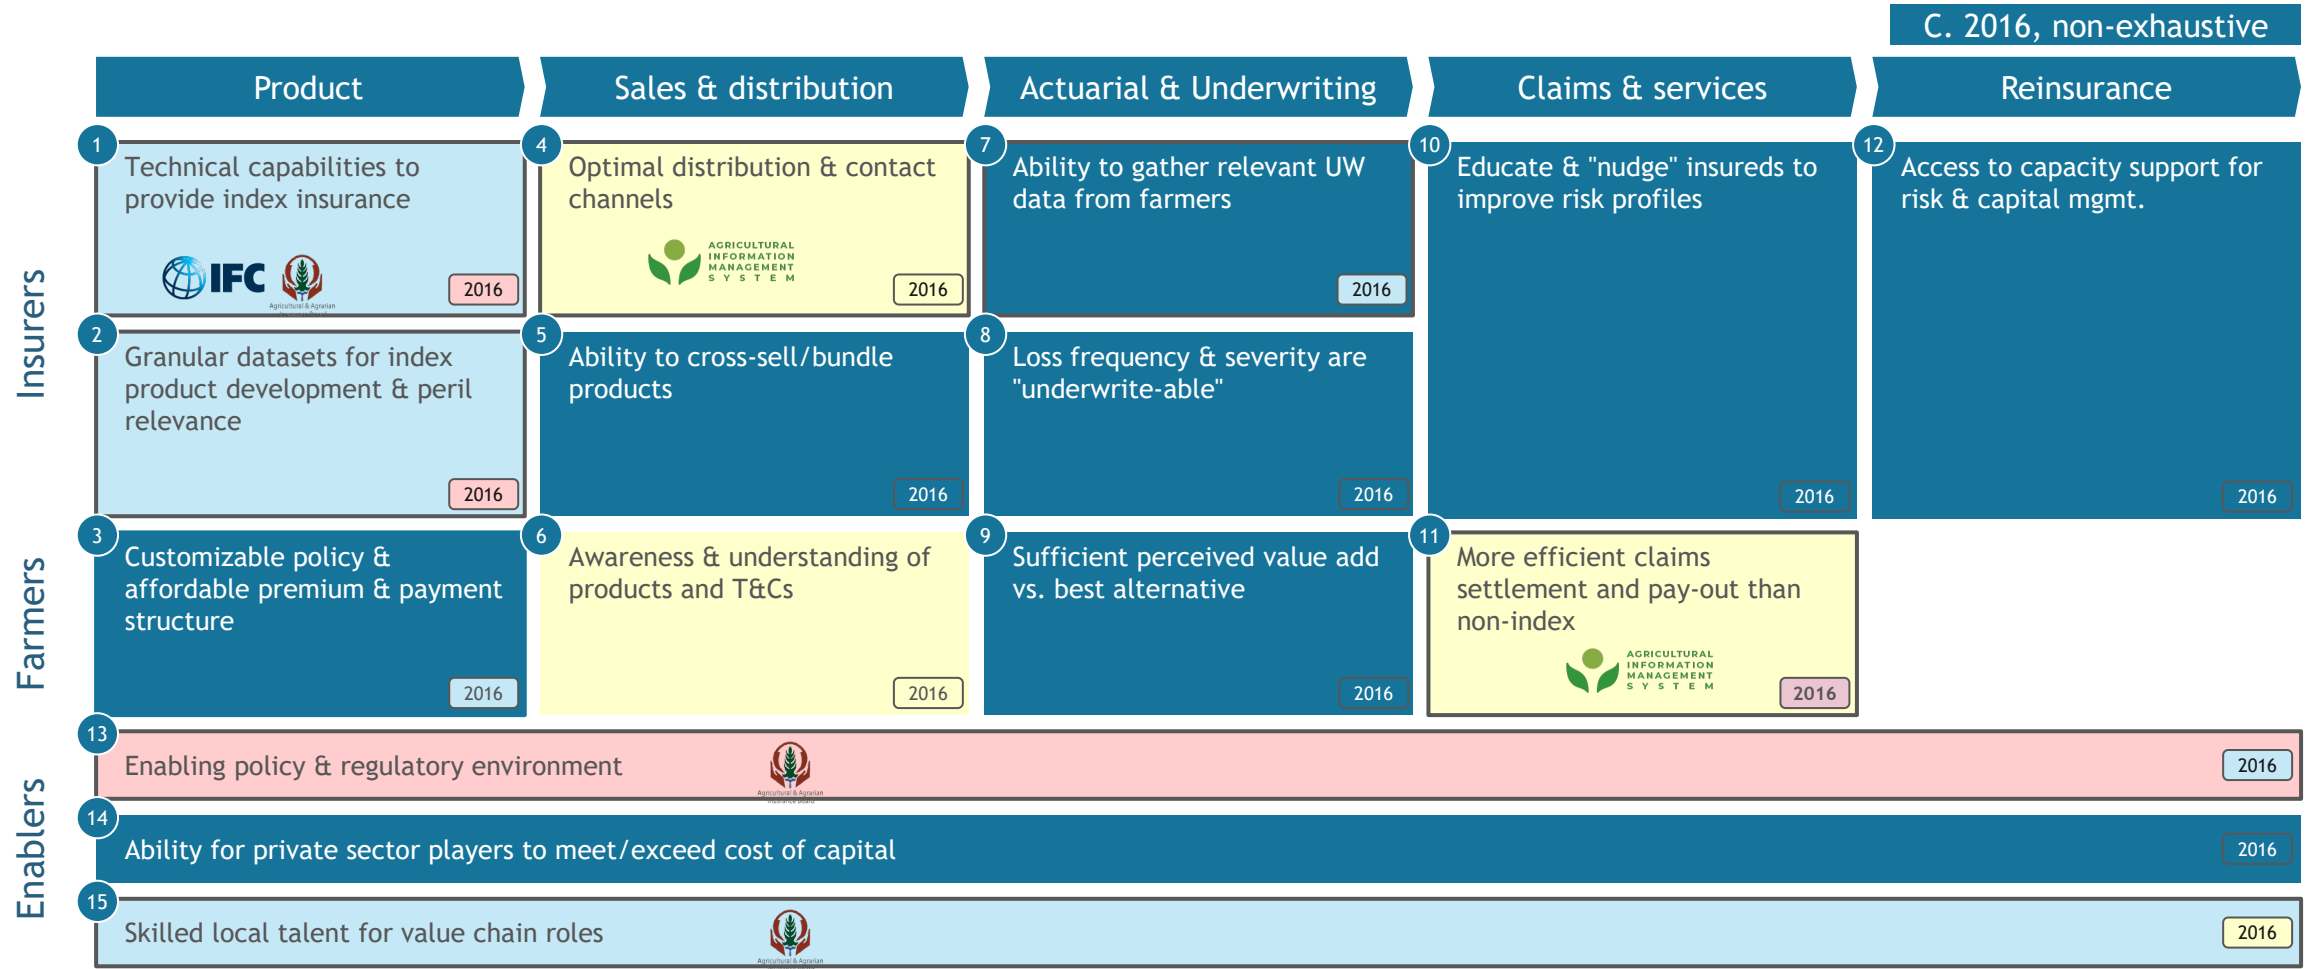 C. 2016, non-exhaustive
Product
Sales & distribution
Actuarial & Underwriting
Claims & services
Reinsurance
Insurers
1
Technical capabilities to
provide index insurance
IFC
Agricultural & Agrarian
2016
4
Optimal distribution & contact
channels
AGRICULTURAL
INFORMATION
MANAGEMENT
SYSTEM
2016
7
Ability to gather relevant UW
data from farmers
2016
10
Educate & "nudge" insureds to
improve risk profiles
2016
12
Access to capacity support for
risk & capital mgmt.
2016
2
Granular datasets for index
product development & peril
relevance
2016
5
Ability to cross-sell/bundle
products
2016
8
Loss frequency & severity are
"underwrite-able"
2016
Farmers
3
Customizable policy &
affordable premium & payment
structure
2016
6
Awareness & understanding of
products and T&Cs
2016
9
Sufficient perceived value add
vs. best alternative
2016
11
More efficient claims
settlement and pay-out than
non-index
AGRICULTURAL
INFORMATION
MANAGEMENT
SYSTEM
2016
Enablers
13
Enabling policy & regulatory environment
Agricultural & Agrarian
Insurance Board
2016
14
Ability for private sector players to meet/exceed cost of capital
2016
15
Skilled local talent for value chain roles
Agricultural & Agrarian
2016